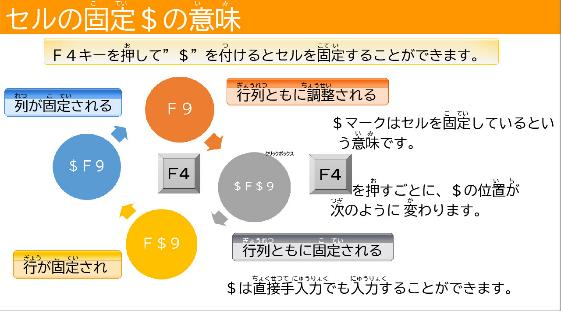 セルの固定＄の意味
Ｆ４キーを押して”＄”を付けるとセルを固定することができます。
列が固定される
Ｆ９
行列ともに調整される
＄マークはセルを固定しているとい
う意味です。
＄Ｆ９
F4
＄Ｆ＄９
F4
を押すごとに、＄の位置が
次のように 変わります。
Ｆ＄９
行が固定され
行列ともに固定される
＄は直接手入力でも入力することができます。